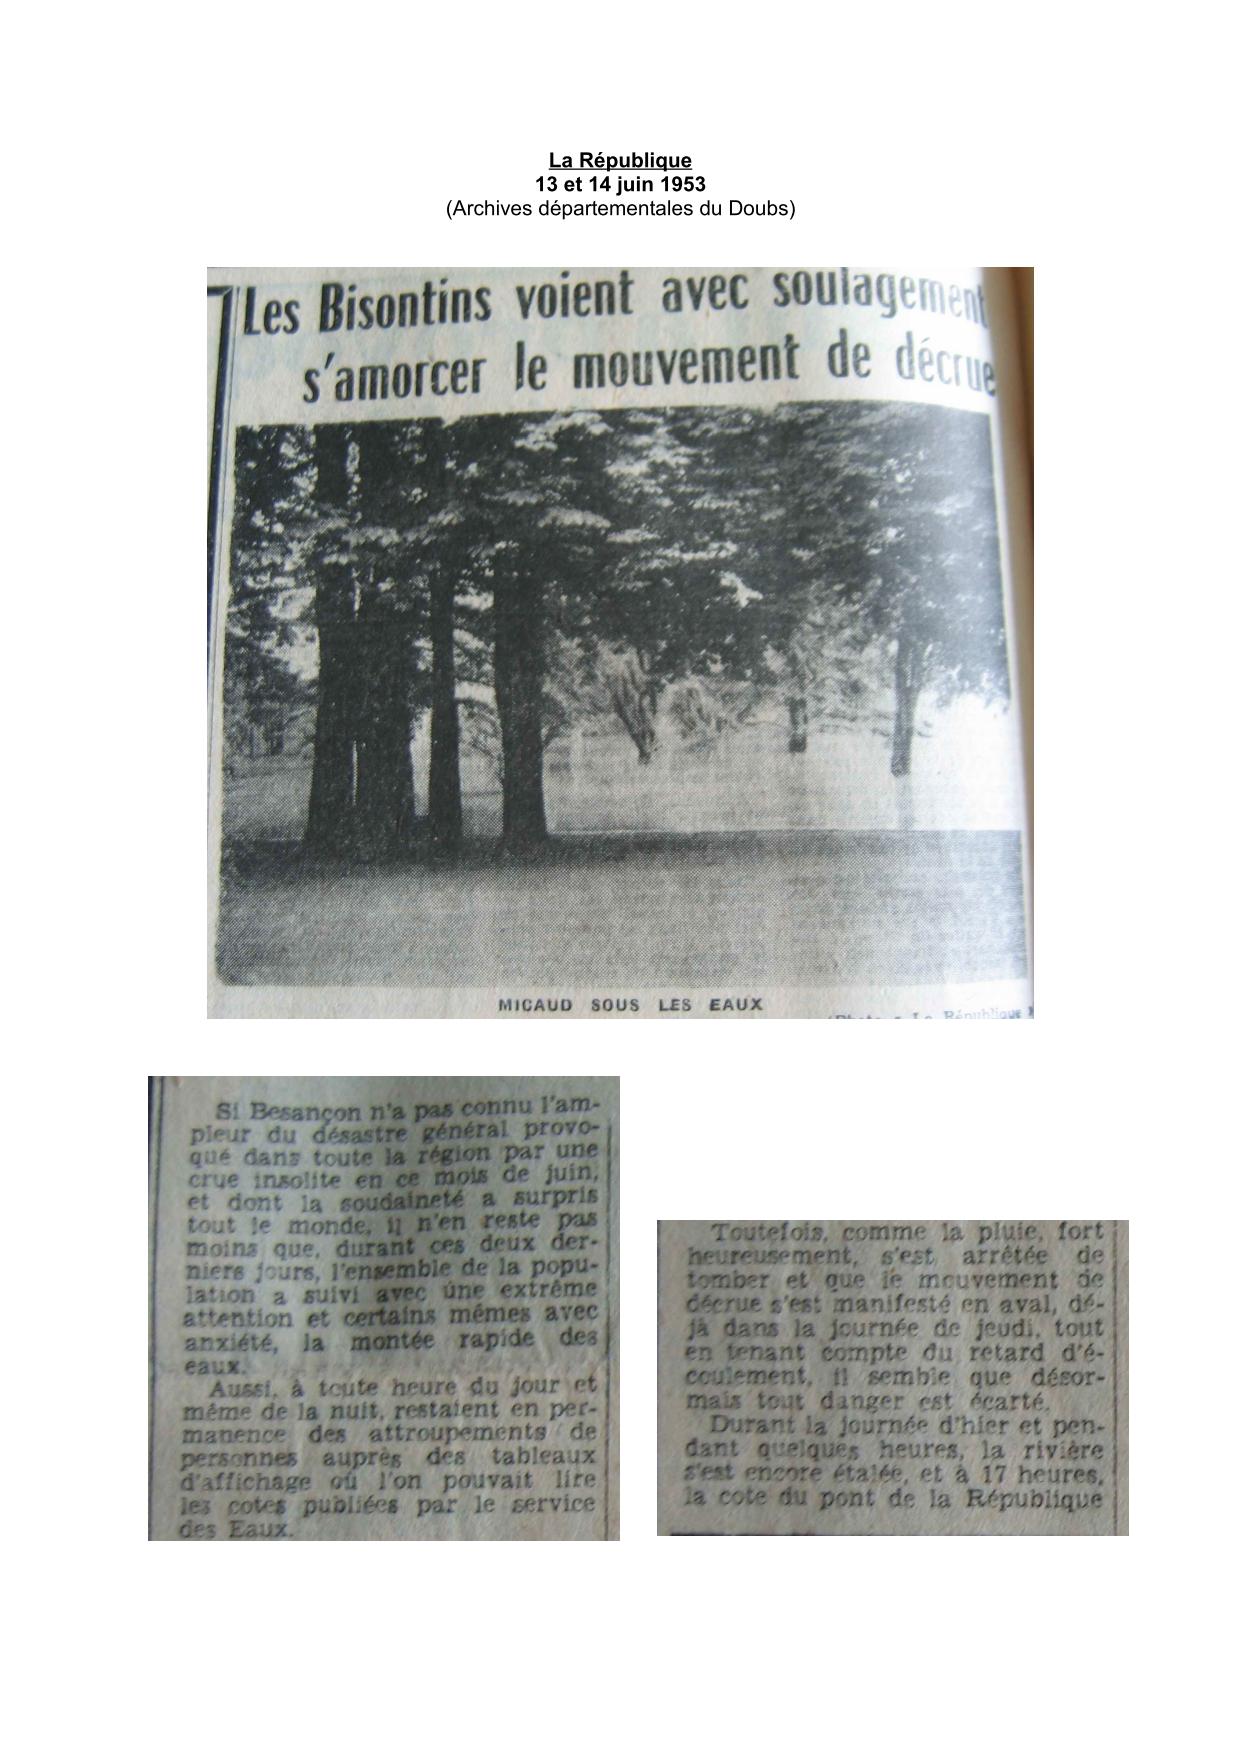 La République
13 et 14 juin 1953
(Archives départementales du Doubs)
Les Bisontins voient avec soulagement
s'amorcer le mouvement de décrue
MICAUD SOUS LES EAUX
(Photo « La République »
Si Besançon n'a pas connu l'am-
pleur du désastre général provo-
qué dans toute la région par une
crue insolite en ce mois de juin,
et dont la soudaineté a surpris
tout le monde, il n'en reste pas
moins que, durant ces deux der-
niers jours, l'ensemble de la popu-
lation a suivi avec une extrême
attention et certains mêmes avec
anxiété, la montée rapide des
eaux.
Aussi, à toute heure du jour et
même de la nuit, restaient en per-
manence des attroupements de
personnes auprès des tableaux
d'affichage où l'on pouvait lire
les cotes publiées par le service
des Eaux.
Toutefois, comme la pluie, fort
heureusement, s'est arrêtée de
tomber et que le mouvement de
décrue s'est manifesté en aval, dé-
jà dans la journée de jeudi, tout
en tenant compte du retard d'é-
coulement, il semble que désor-
mais tout danger est écarté.
Durant la journée d'hier et pen-
dant quelques heures, la rivière
s'est encore étalée, et à 17 heures,
la cote du pont de la République